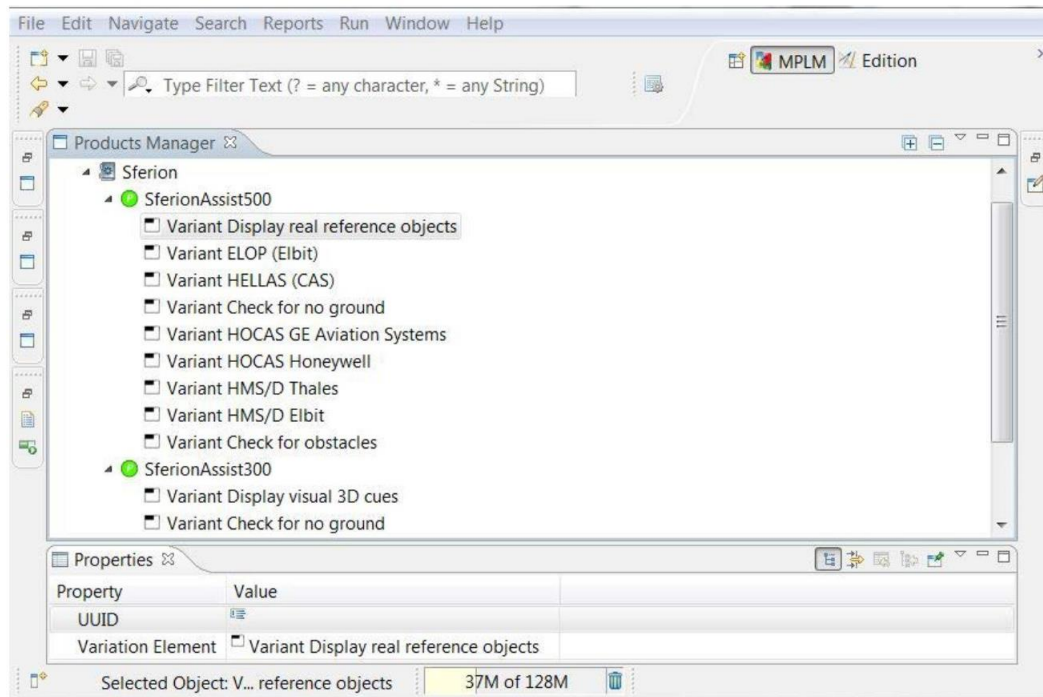 File Edit Navigate Search Reports Run Window Help
MPLM Edition
Type Filter Text (? = any character, * = any String)
Products Manager
Sferion
SferionAssist500
Variant Display real reference objects
Variant ELOP (Elbit)
Variant HELLAS (CAS)
Variant Check for no ground
Variant HOCAS GE Aviation Systems
Variant HOCAS Honeywell
Variant HMS/D Thales
Variant HMS/D Elbit
Variant Check for obstacles
SferionAssist300
Variant Display visual 3D cues
Variant Check for no ground
Properties
Property Value
UUID
Variation Element Variant Display real reference objects
Selected Object: V... reference objects 37M of 128M